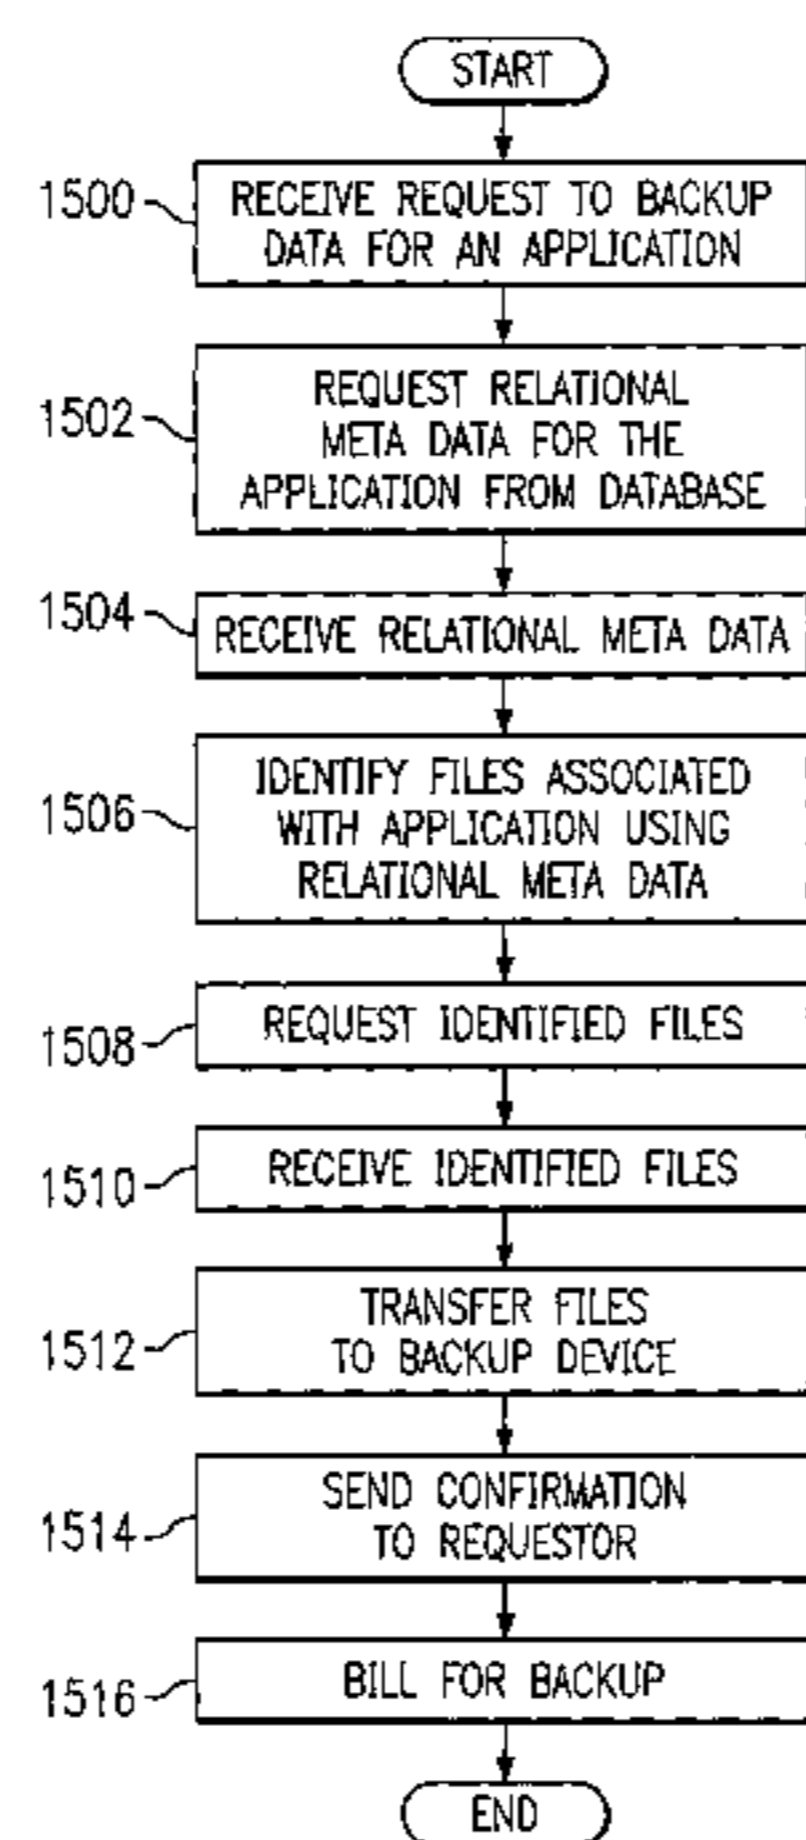 START
1500
RECEIVE REQUEST TO BACKUP
DATA FOR AN APPLICATION
1502
REQUEST RELATIONAL
META DATA FOR THE
APPLICATION FROM DATABASE
1504
RECEIVE RELATIONAL META DATA
1506
IDENTIFY FILES ASSOCIATED
WITH APPLICATION USING
RELATIONAL META DATA
1508
REQUEST IDENTIFIED FILES
1510
RECEIVE IDENTIFIED FILES
1512
TRANSFER FILES
TO BACKUP DEVICE
1514
SEND CONFIRMATION
TO REQUESTOR
1516
BILL FOR BACKUP
END